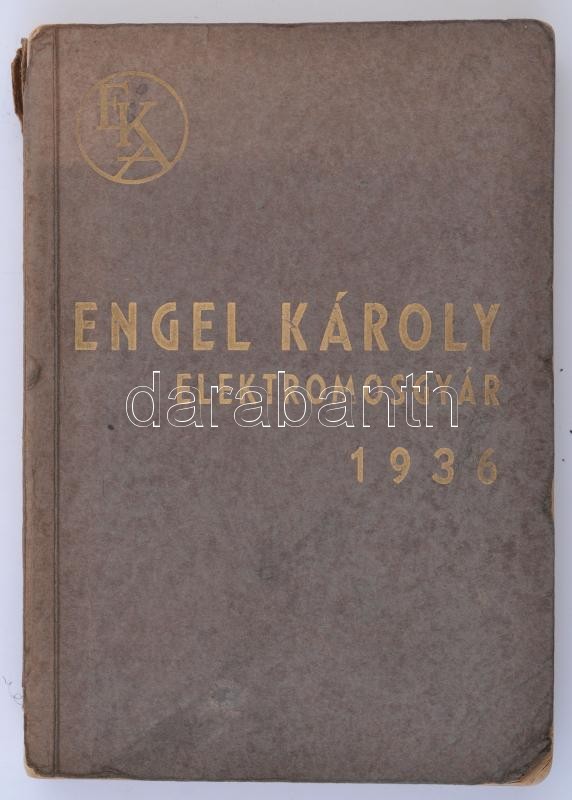 EKA
ENGEL KÁROLY
ELEKTROMOSGYÁR
darabanth
1936